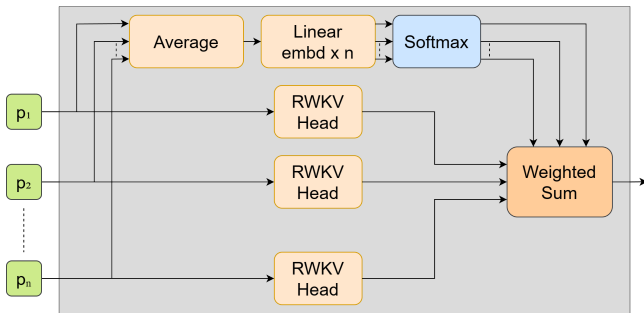 Average
Linear
embd x n
Softmax
p₁
RWKV
Head
p₂
RWKV
Head
Weighted
Sum
pₙ
RWKV
Head